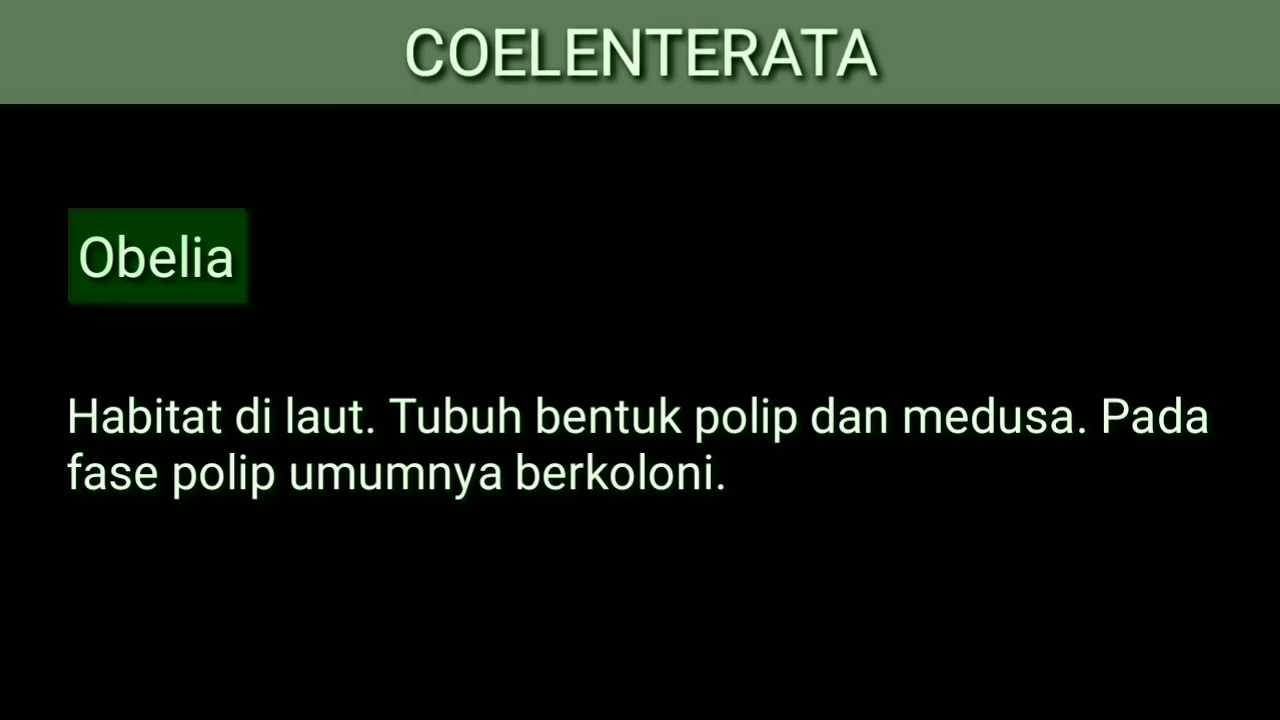 COELENTERATA
Obelia
Habitat di laut. Tubuh bentuk polip dan medusa. Pada
fase polip umumnya berkoloni.